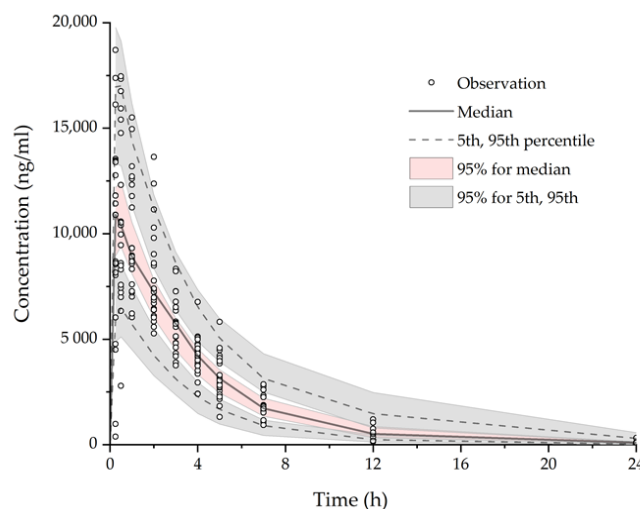 20,000
15,000
10,000
5 000
0
Concentration (ng/ml)
Observation
Median
5th, 95th percentile
95% for median
95% for 5th, 95th
0
4
8
12
16
20
24
Time (h)